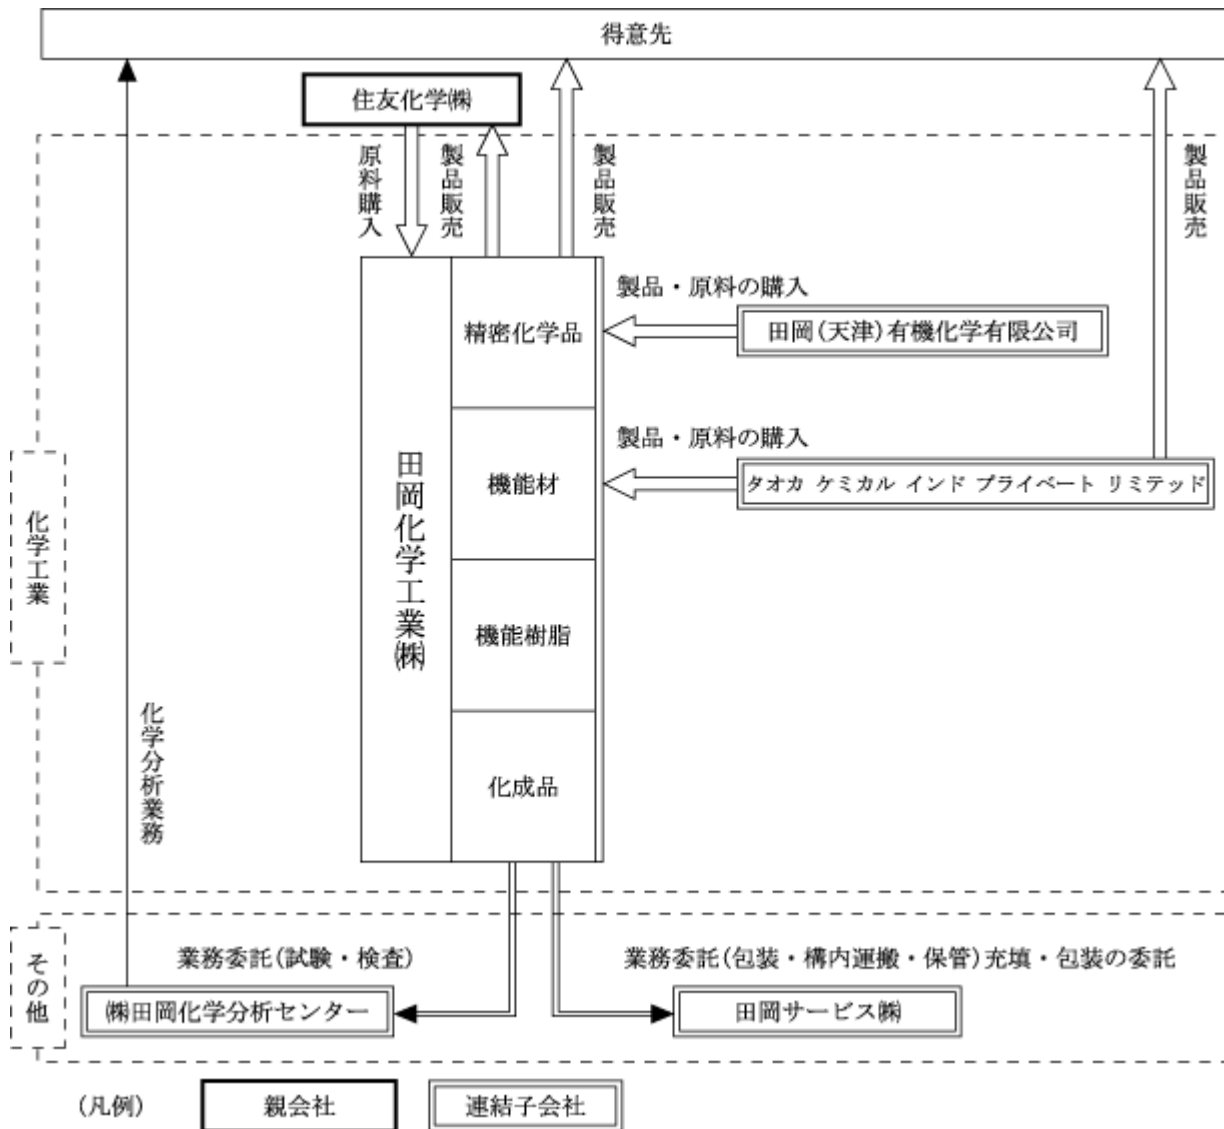 得意先
住友化学㈱
原料購入
製品販売
製品販売
製品販売
製品・原料の購入
精密化学品
田岡(天津)有機化学有限公司
製品・原料の購入
田岡化学工業㈱
機能材
タオカ ケミカル インド プライベート リミテッド
化学工業
機能樹脂
化学分析業務
化成品
その他
業務委託(試験・検査)
業務委託(包装・構内運搬・保管)充填・包装の委託
㈱田岡化学分析センター
田岡サービス㈱
(凡例)
親会社
連結子会社